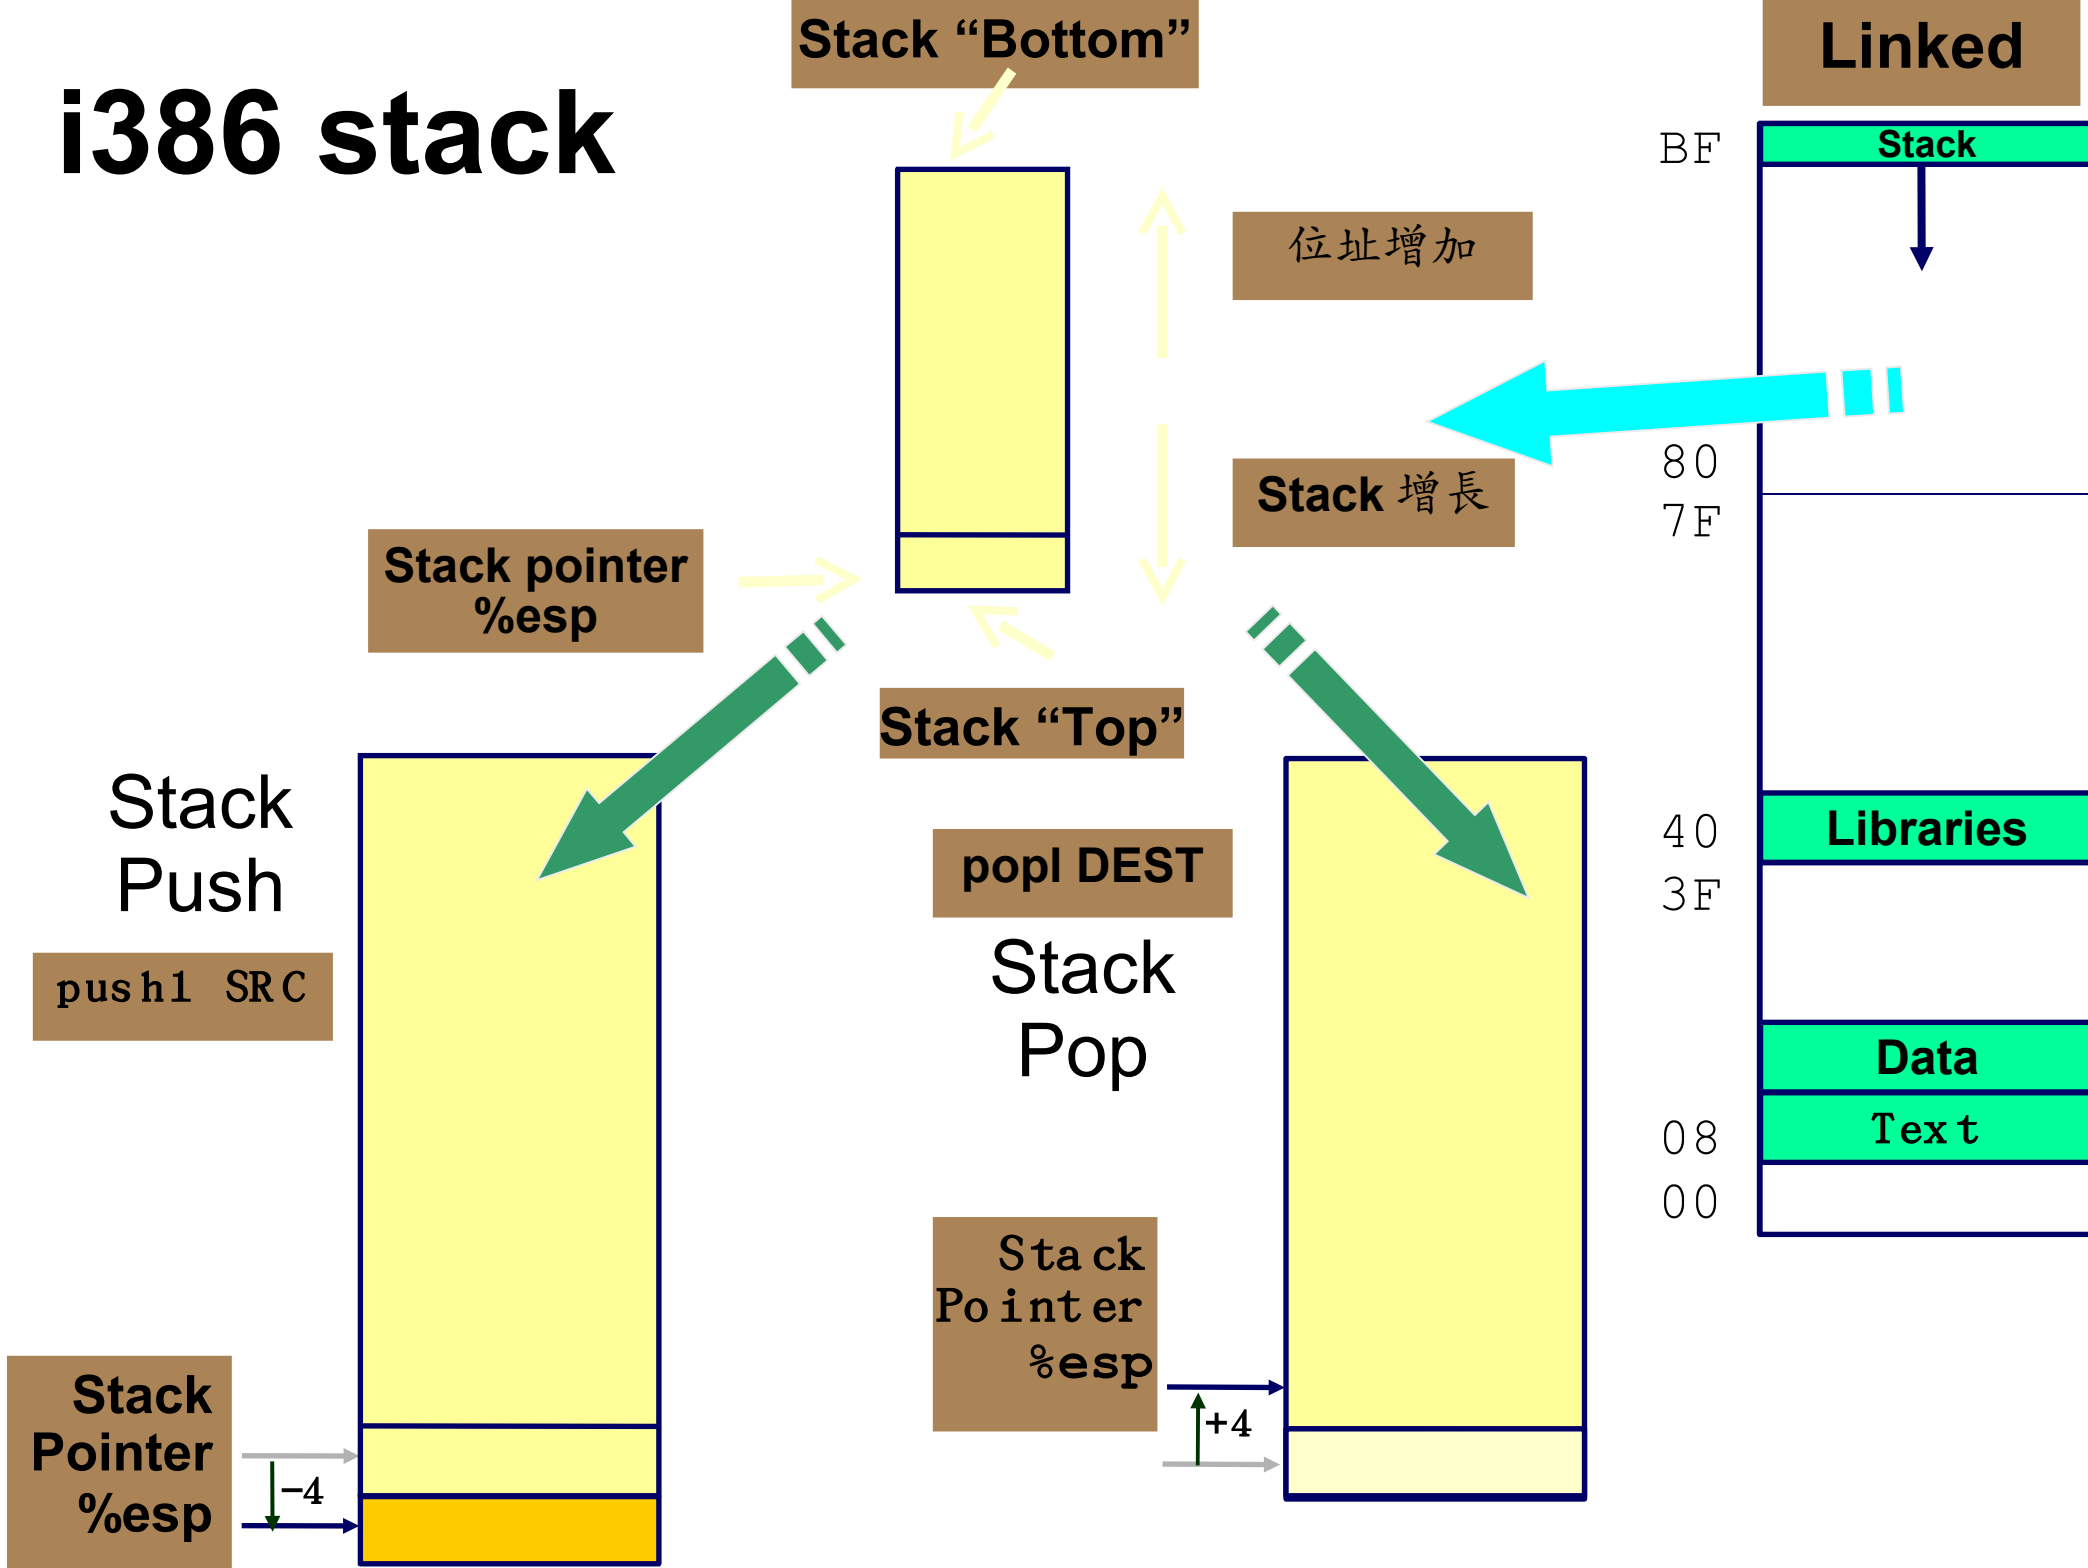 i386 stack
Stack “Bottom”
Linked
BF
Stack
位址增加
80
Stack 增長
7F
Stack pointer
%esp
Stack “Top”
Stack
Push
pushl SRC
popl DEST
Stack
Pop
40
Libraries
3F
Data
08
Text
00
Stack
Pointer
%esp
+4
Stack
Pointer
%esp
-4